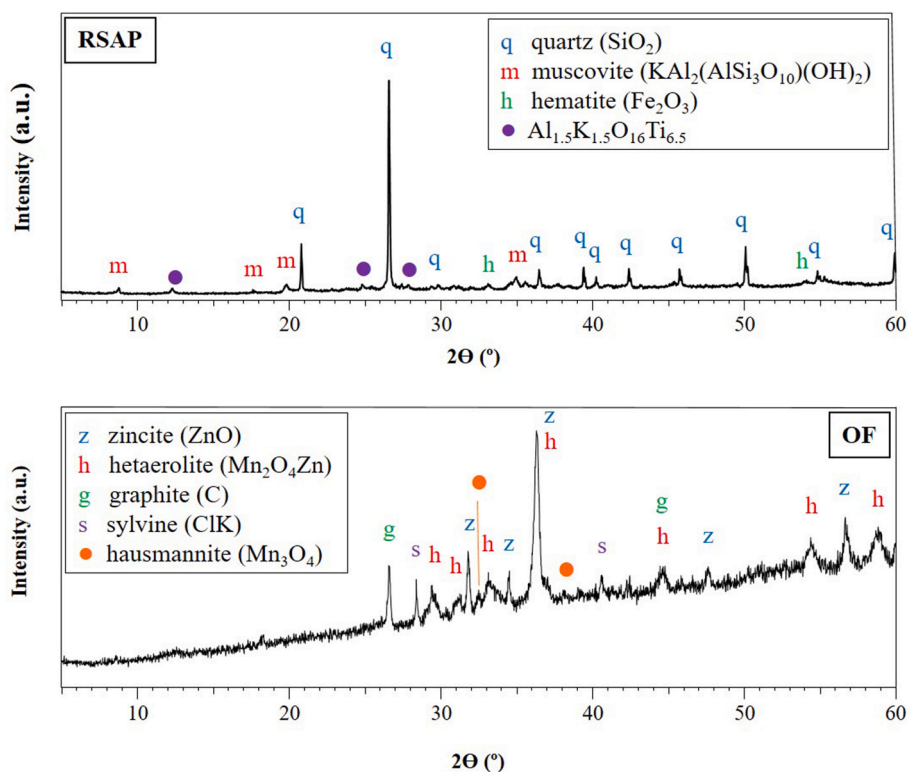 RSAP
q quartz (SiO₂)
m muscovite (KAl₂(AlSi₃O₁₀)(OH)₂)
h hematite (Fe₂O₃)
Al₁.₅K₁.₅O₁₆Ti₆.₅
Intensity (a.u.)
q
q
m
m
m
q
h
m
q
q
q
q
q
q
h
q
q
10 20 30 40 50 60
2ϴ (º)
z zincite (ZnO)
h hetaerolite (Mn₂O₄Zn)
g graphite (C)
s sylvine (ClK)
hausmannite (Mn₃O₄)
OF
Intensity (a.u.)
g
s
h
h
z
h
z
z
h
s
g
h
z
h
z
h
10 20 30 40 50 60
2ϴ (º)